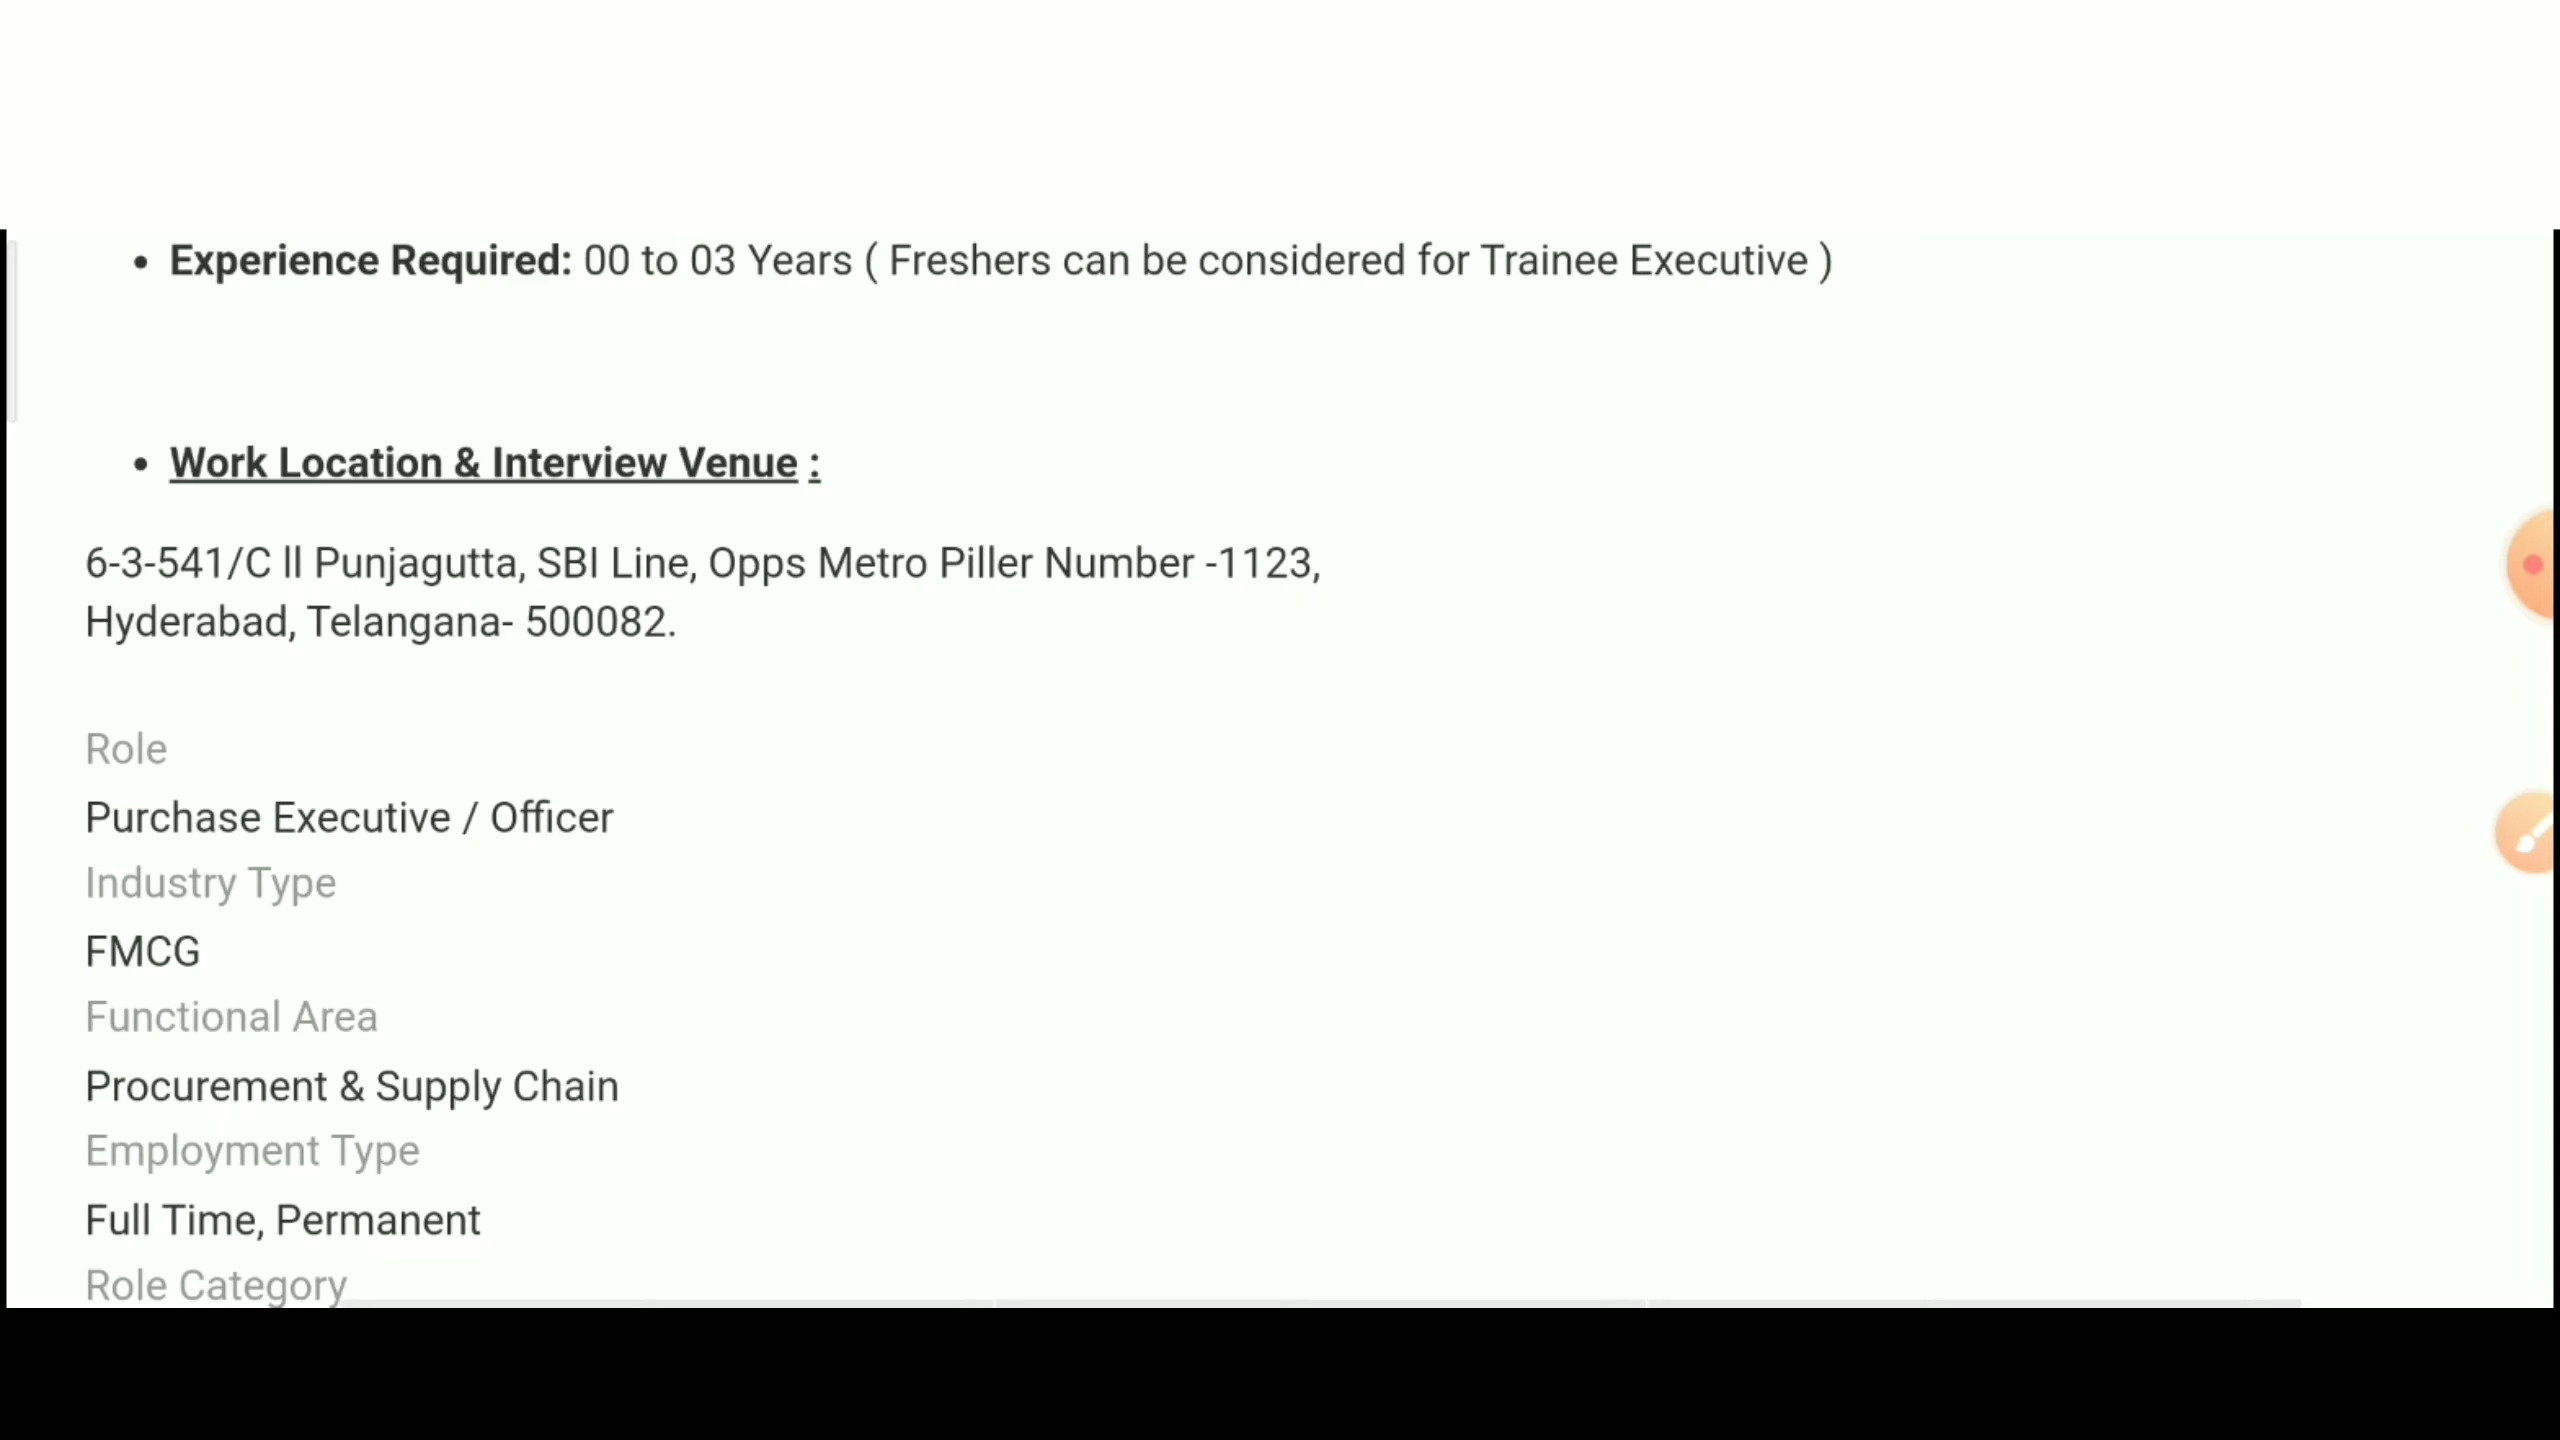 • Experience Required: 00 to 03 Years ( Freshers can be considered for Trainee Executive )
• Work Location & Interview Venue :
6-3-541/C ll Punjagutta, SBI Line, Opps Metro Piller Number -1123,
Hyderabad, Telangana- 500082.
Role
Purchase Executive / Officer
Industry Type
FMCG
Functional Area
Procurement & Supply Chain
Employment Type
Full Time, Permanent
Role Category